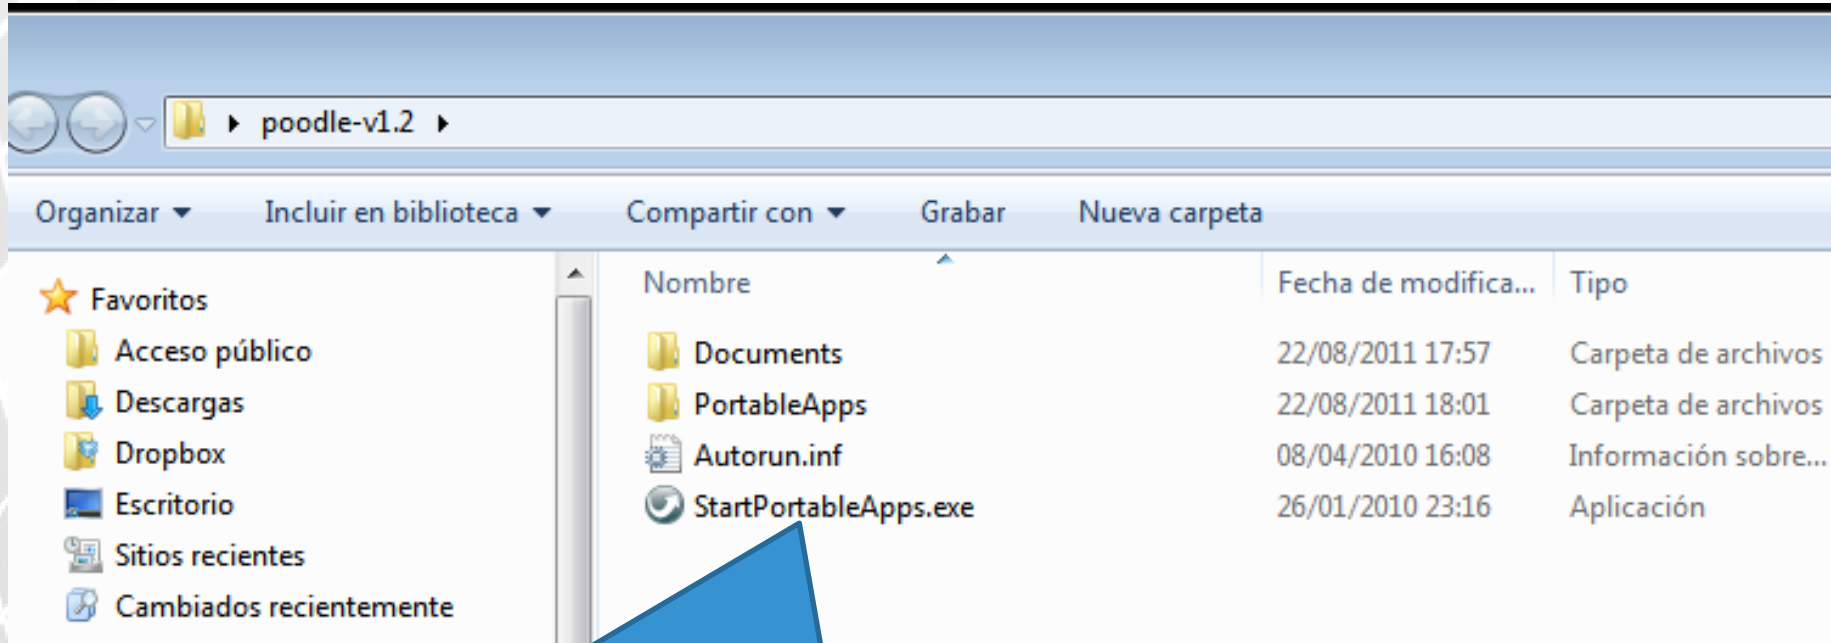 poodle-v1.2
Organizar Incluir en biblioteca Compartir con Grabar Nueva carpeta
Favoritos
Acceso público
Descargas
Dropbox
Escritorio
Sitios recientes
Cambiados recientemente
Nombre Fecha de modifica... Tipo
Documents 22/08/2011 17:57 Carpeta de archivos
PortableApps 22/08/2011 18:01 Carpeta de archivos
Autorun.inf 08/04/2010 16:08 Información sobre...
StartPortableApps.exe 26/01/2010 23:16 Aplicación